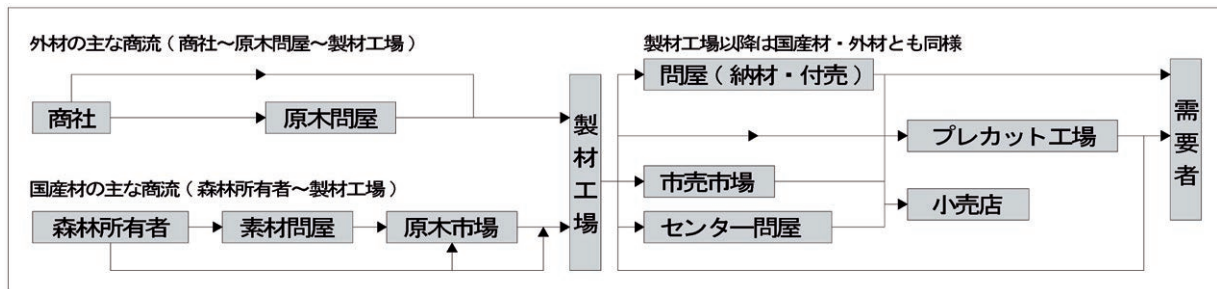 外材の主な商流(商社〜原木問屋〜製材工場)
商社
原木問屋
国産材の主な商流(森林所有者〜製材工場)
森林所有者
素材問屋
原木市場
製材工場
製材工場以降は国産材・外材とも同様
問屋(納材・付売)
プレカット工場
市売市場
小売店
センター問屋
需要者